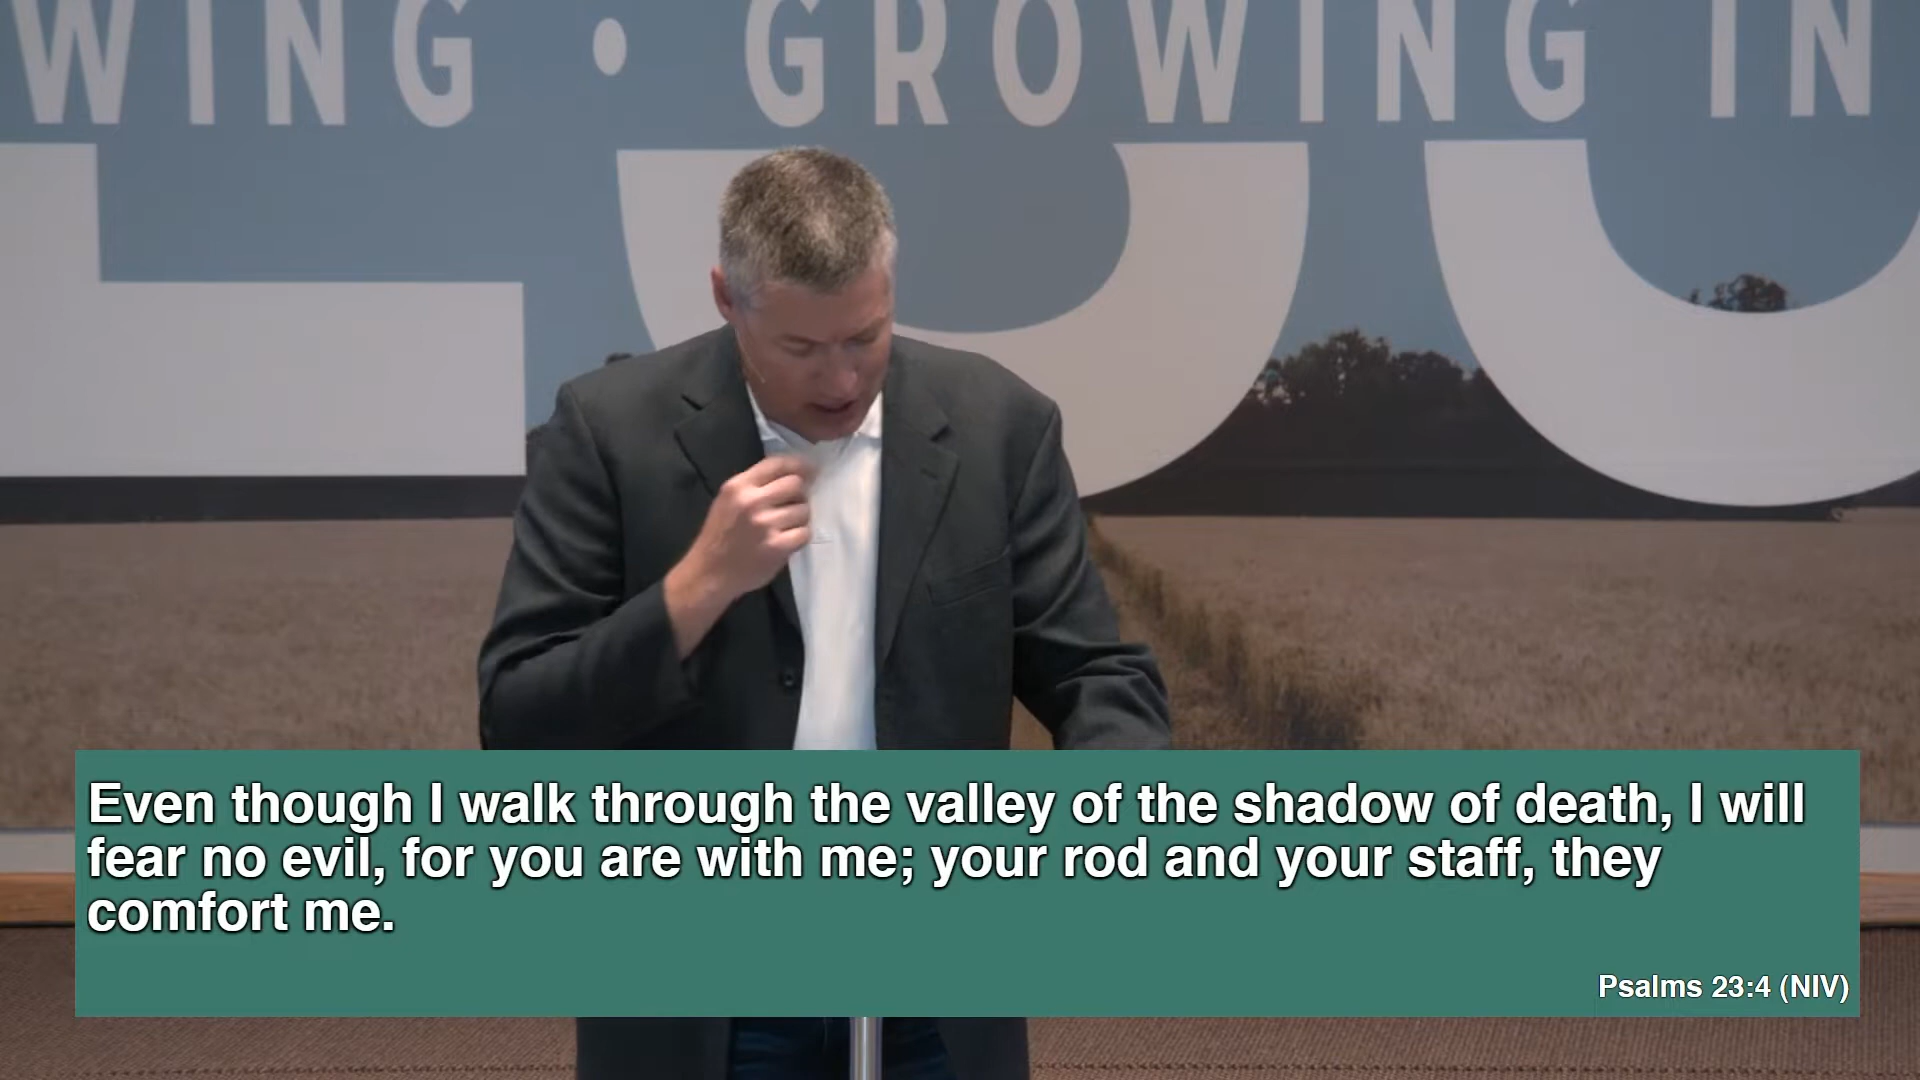 WING • GROWING IN
Even though I walk through the valley of the shadow of death, I will
fear no evil, for you are with me; your rod and your staff, they
comfort me.
Psalms 23:4 (NIV)